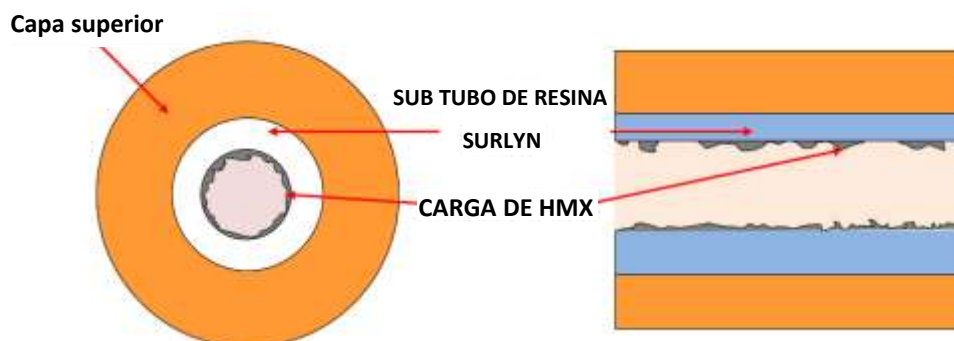 Capa superior
SUB TUBO DE RESINA
SURLYN
CARGA DE HMX